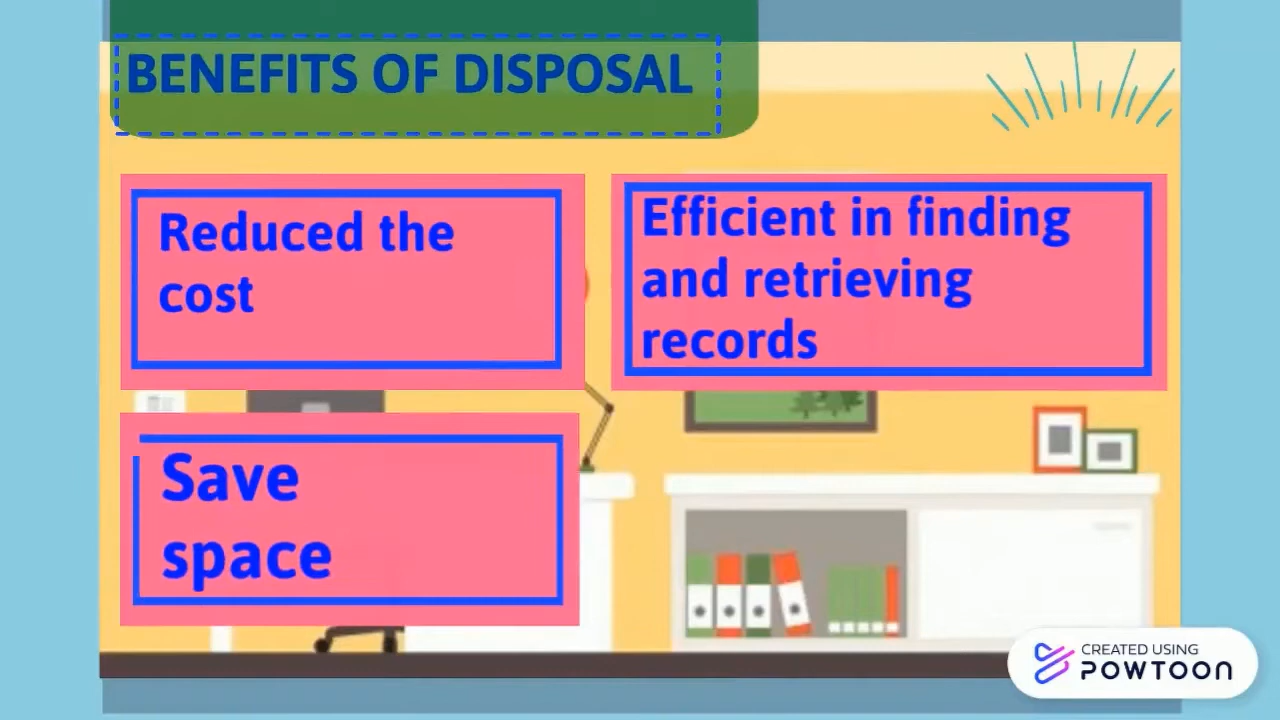 BENEFITS OF DISPOSAL
Reduced the
cost
Efficient in finding
and retrieving
records
Save
space
CREATED USING
POWTOON